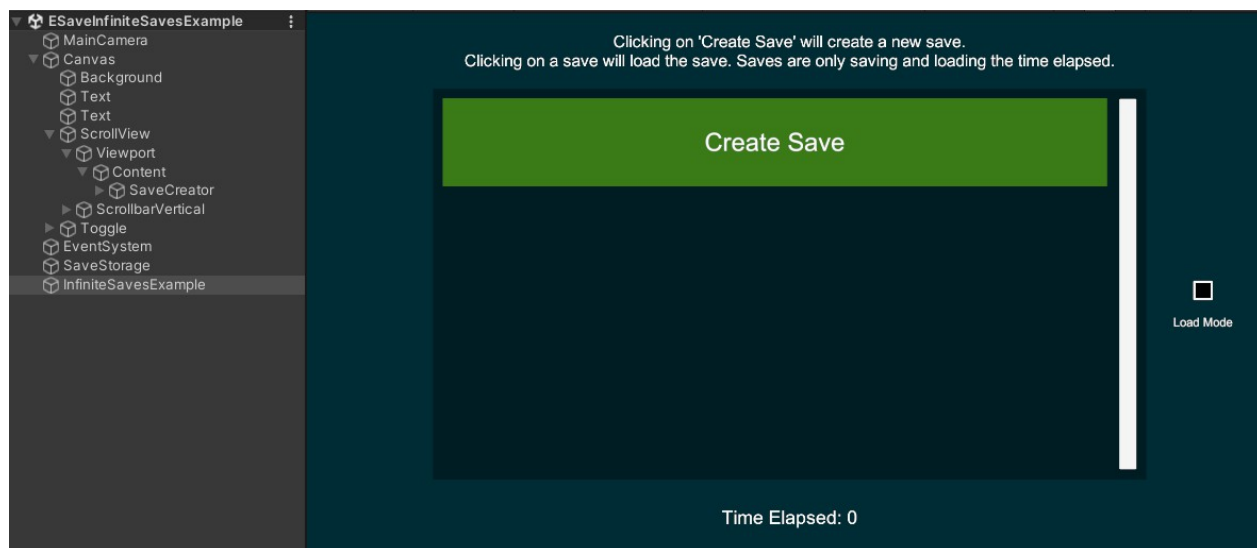 ESaveInfiniteSavesExample
MainCamera
Canvas
Background
Text
Text
ScrollView
Viewport
Content
SaveCreator
ScrollbarVertical
Toggle
EventSystem
SaveStorage
InfiniteSavesExample
Clicking on 'Create Save' will create a new save.
Clicking on a save will load the save. Saves are only saving and loading the time elapsed.
Create Save
Load Mode
Time Elapsed: 0